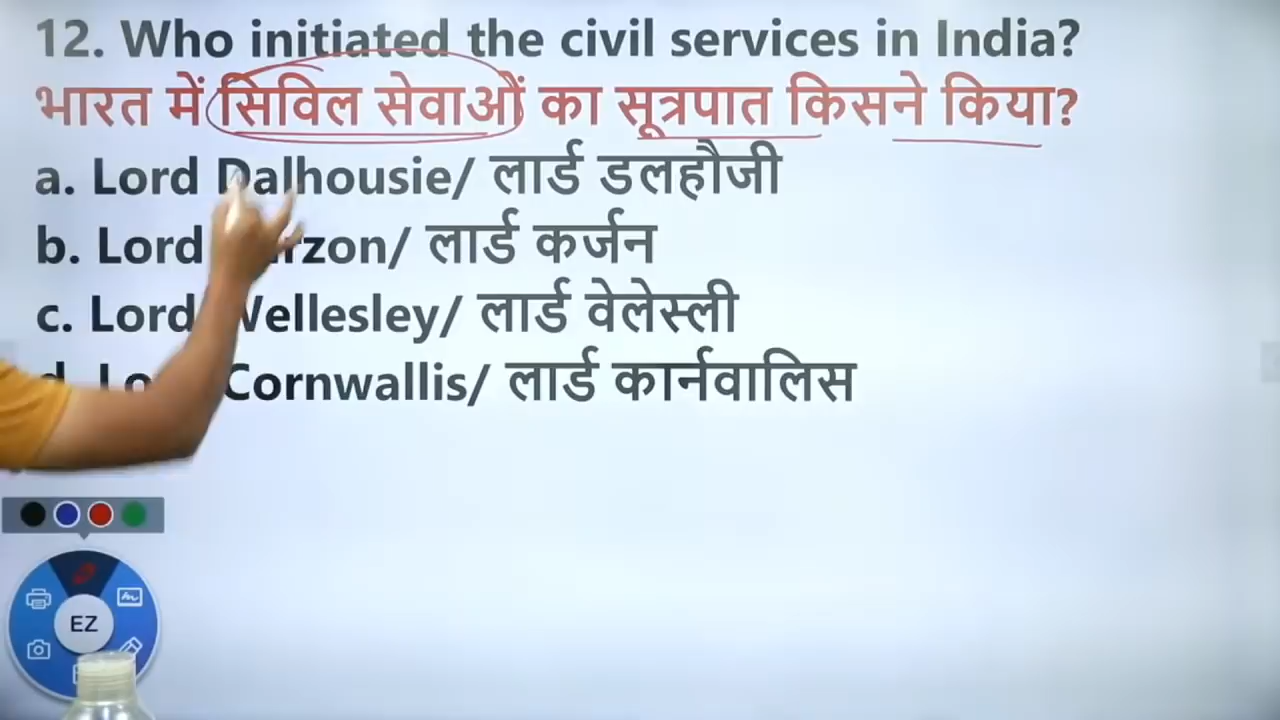 12. Who initiated the civil services in India?
भारत में सिविल सेवाओं का सूत्रपात किसने किया?
a. Lord Dalhousie/ लार्ड डलहौजी
b. Lord / लार्ड कर्जन
c. Lord Wellesley/ लार्ड वेलेस्ली
Cornwallis/ लार्ड कार्नवालिस
EZ